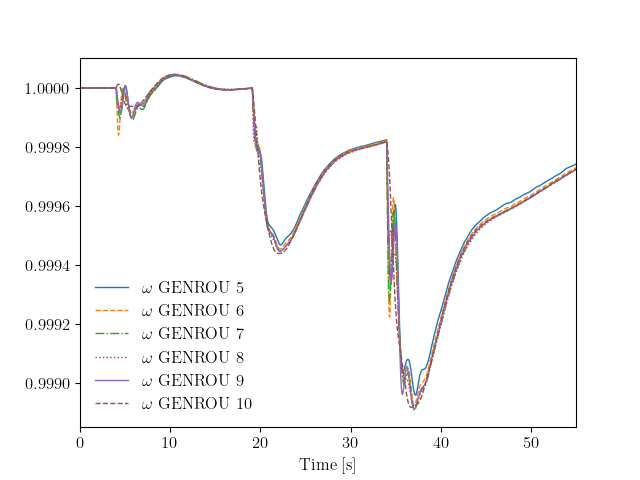 1.0000
0.9998
0.9996
0.9994
0.9992
0.9990
ω GENROU 5
ω GENROU 6
ω GENROU 7
ω GENROU 8
ω GENROU 9
ω GENROU 10
0 10 20 30 40 50
Time [s]